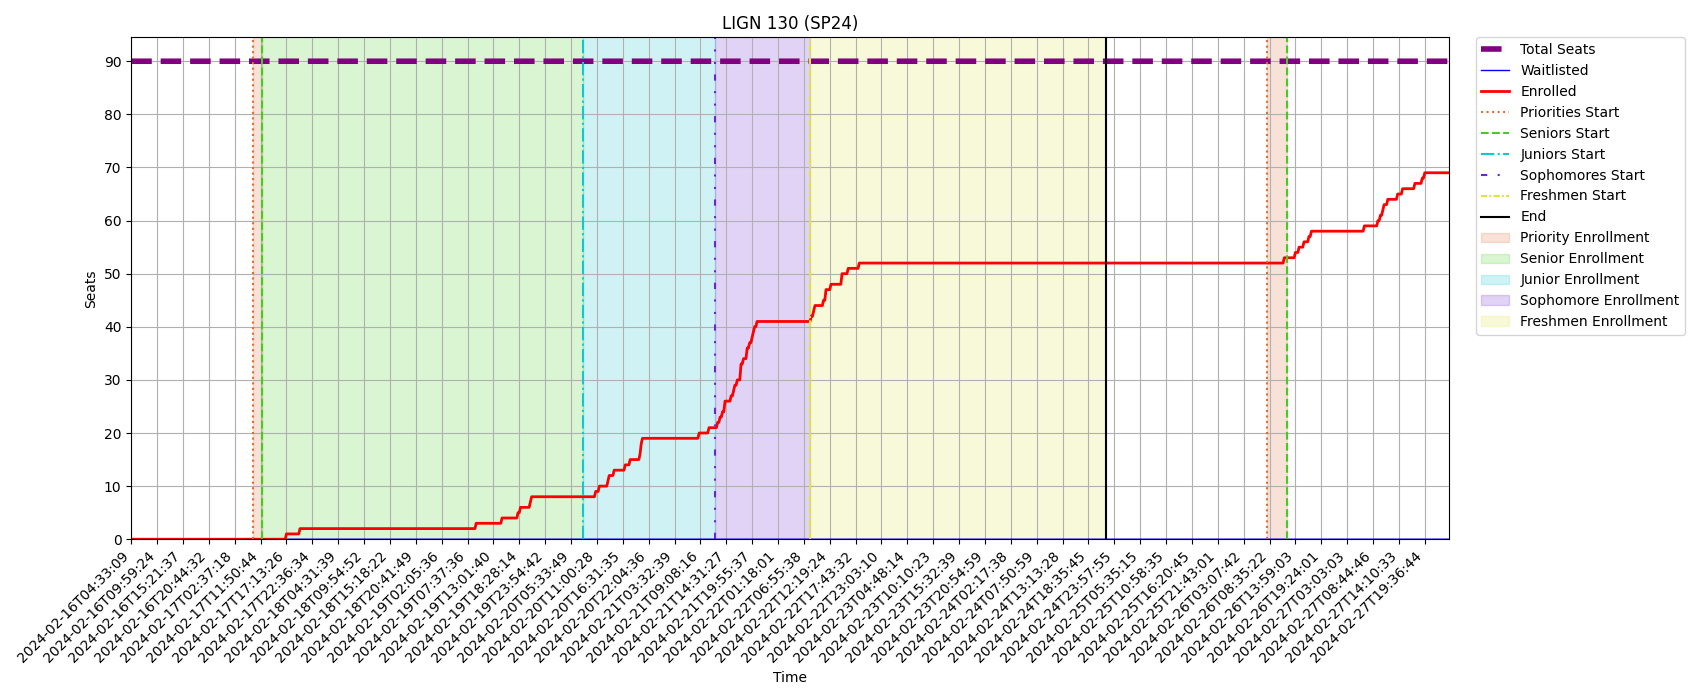 LIGN 130 (SP24)
Seats
90
80
70
60
50
40
30
20
10
0
2024-02-16T04:33:09
2024-02-16T09:59:24
2024-02-16T15:21:37
2024-02-16T20:44:32
2024-02-17T02:37:18
2024-02-17T11:50:44
2024-02-17T17:13:26
2024-02-17T22:36:34
2024-02-18T04:31:39
2024-02-18T09:54:52
2024-02-18T15:18:22
2024-02-18T20:41:49
2024-02-19T02:05:36
2024-02-19T07:37:36
2024-02-19T13:01:40
2024-02-19T18:28:14
2024-02-19T23:54:42
2024-02-20T05:33:49
2024-02-20T11:00:28
2024-02-20T16:31:35
2024-02-20T22:04:36
2024-02-21T03:32:39
2024-02-21T09:08:16
2024-02-21T14:31:27
2024-02-21T19:55:37
2024-02-22T01:18:01
2024-02-22T06:55:38
2024-02-22T12:19:24
2024-02-22T17:43:32
2024-02-22T23:03:10
2024-02-23T04:48:14
2024-02-23T10:10:23
2024-02-23T15:32:39
2024-02-23T20:54:59
2024-02-24T02:17:38
2024-02-24T07:50:59
2024-02-24T13:13:28
2024-02-24T18:35:45
2024-02-24T23:57:55
2024-02-25T05:35:15
2024-02-25T10:58:35
2024-02-25T16:20:45
2024-02-25T21:43:01
2024-02-26T03:07:42
2024-02-26T08:35:22
2024-02-26T13:59:03
2024-02-26T19:24:01
2024-02-27T03:03:03
2024-02-27T08:44:46
2024-02-27T14:10:33
2024-02-27T19:36:44
Time
Total Seats
Waitlisted
Enrolled
Priorities Start
Seniors Start
Juniors Start
Sophomores Start
Freshmen Start
End
Priority Enrollment
Senior Enrollment
Junior Enrollment
Sophomore Enrollment
Freshmen Enrollment